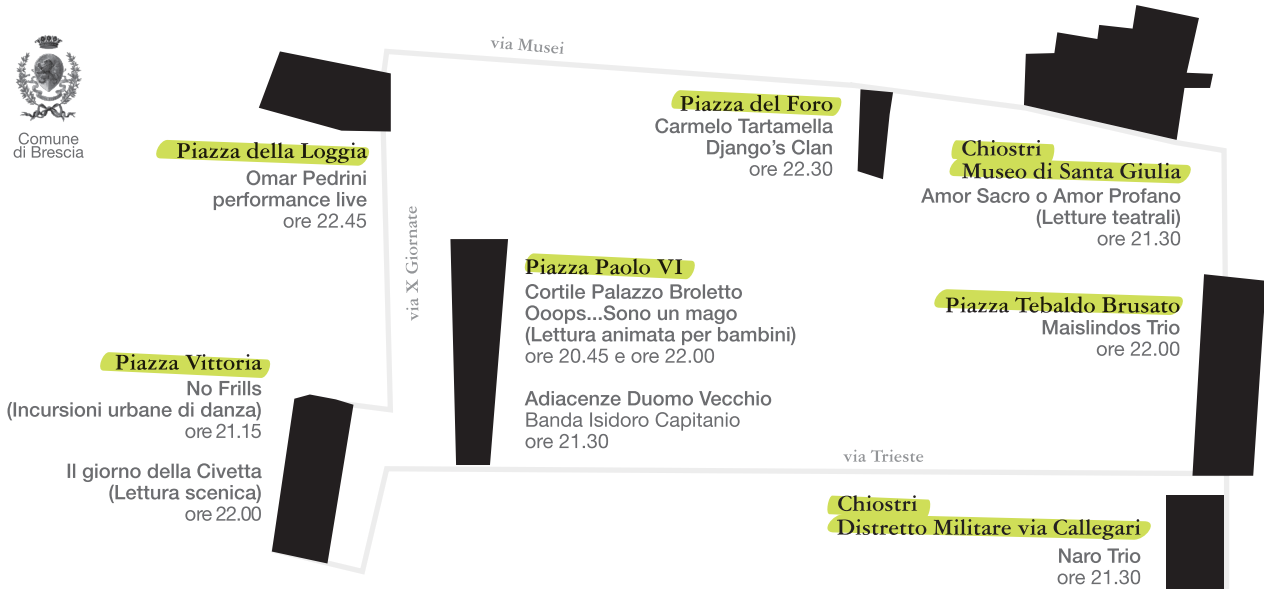 Comune
di Brescia
via Musei
Piazza della Loggia
Omar Pedrini
performance live
ore 22.45
via X Giornate
Piazza del Foro
Carmelo Tartamella
Django's Clan
ore 22.30
Chiostri
Museo di Santa Giulia
Amor Sacro o Amor Profano
(Letture teatrali)
ore 21.30
Piazza Paolo VI
Cortile Palazzo Broletto
Ooops...Sono un mago
(Lettura animata per bambini)
ore 20.45 e ore 22.00
Adiacenze Duomo Vecchio
Banda Isidoro Capitanio
ore 21.30
Piazza Tebaldo Brusato
Maislindos Trio
ore 22.00
Piazza Vittoria
No Frills
(Incursioni urbane di danza)
ore 21.15
Il giorno della Civetta
(Lettura scenica)
ore 22.00
via Trieste
Chiostri
Distretto Militare via Callegari
Naro Trio
ore 21.30